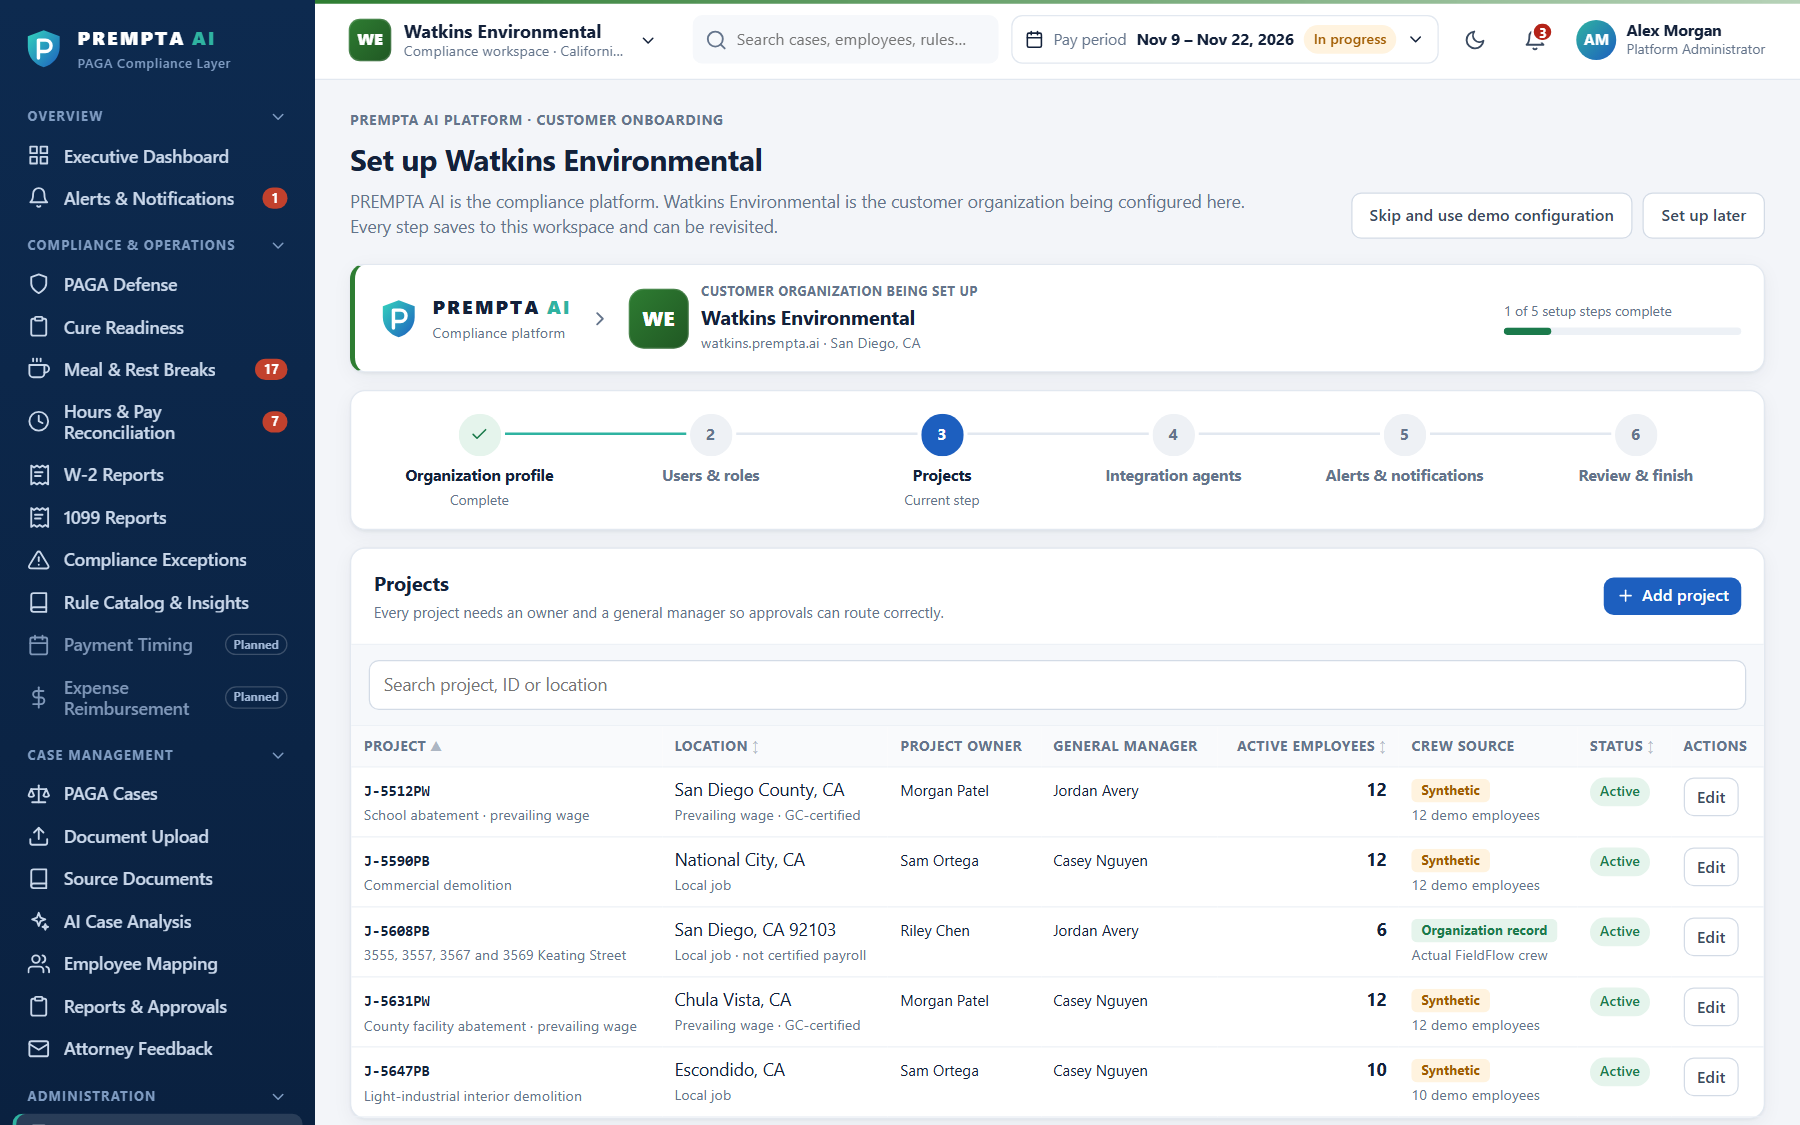 PREMPTA AI
PAGA Compliance Layer
OVERVIEW
Executive Dashboard
Alerts & Notifications 1
COMPLIANCE & OPERATIONS
PAGA Defense
Cure Readiness
Meal & Rest Breaks 17
Hours & Pay
Reconciliation 7
W-2 Reports
1099 Reports
Compliance Exceptions
Rule Catalog & Insights
Payment Timing Planned
Expense
Reimbursement Planned
CASE MANAGEMENT
PAGA Cases
Document Upload
Source Documents
AI Case Analysis
Employee Mapping
Reports & Approvals
Attorney Feedback
ADMINISTRATION
WE
Watkins Environmental
Compliance workspace · Californi...
Search cases, employees, rules...
Pay period Nov 9 – Nov 22, 2026 In progress
3
AM
Alex Morgan
Platform Administrator
PREMPTA AI PLATFORM · CUSTOMER ONBOARDING
Set up Watkins Environmental
PREMPTA AI is the compliance platform. Watkins Environmental is the customer organization being configured here.
Every step saves to this workspace and can be revisited.
Skip and use demo configuration
Set up later
PREMPTA AI
Compliance platform
WE
CUSTOMER ORGANIZATION BEING SET UP
Watkins Environmental
watkins.prempta.ai · San Diego, CA
1 of 5 setup steps complete
2 3 4 5 6
Organization profile Users & roles Projects Integration agents Alerts & notifications Review & finish
Complete Current step
Projects
Every project needs an owner and a general manager so approvals can route correctly.
+ Add project
Search project, ID or location
PROJECT LOCATION PROJECT OWNER GENERAL MANAGER ACTIVE EMPLOYEES CREW SOURCE STATUS ACTIONS
J-5512PW San Diego County, CA Morgan Patel Jordan Avery 12 Synthetic Active Edit
School abatement · prevailing wage Prevailing wage · GC-certified 12 demo employees
J-5590PB National City, CA Sam Ortega Casey Nguyen 12 Synthetic Active Edit
Commercial demolition Local job 12 demo employees
J-5608PB San Diego, CA 92103 Riley Chen Jordan Avery 6 Organization record Active Edit
3555, 3557, 3567 and 3569 Keating Street Local job · not certified payroll Actual FieldFlow crew
J-5631PW Chula Vista, CA Morgan Patel Casey Nguyen 12 Synthetic Active Edit
County facility abatement · prevailing wage Prevailing wage · GC-certified 12 demo employees
J-5647PB Escondido, CA Sam Ortega Casey Nguyen 10 Synthetic Active Edit
Light-industrial interior demolition Local job 10 demo employees